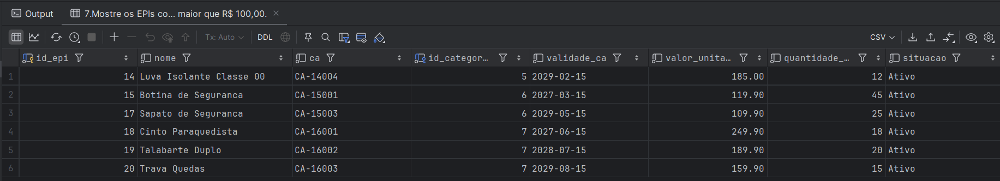 Output 7.Mostre os EPIs co... maior que R$ 100,00.
Tx: Auto DDL CSV
id_epi nome ca id_categor... validade_ca valor_unita... quantidade_... situacao
1 14 Luva Isolante Classe 00 CA-14004 5 2029-02-15 185.00 12 Ativo
2 15 Botina de Seguranca CA-15001 6 2027-03-15 119.90 45 Ativo
3 17 Sapato de Seguranca CA-15003 6 2029-05-15 109.90 25 Ativo
4 18 Cinto Paraquedista CA-16001 7 2027-06-15 249.90 18 Ativo
5 19 Talabarte Duplo CA-16002 7 2028-07-15 189.90 20 Ativo
6 20 Trava Quedas CA-16003 7 2029-08-15 159.90 15 Ativo